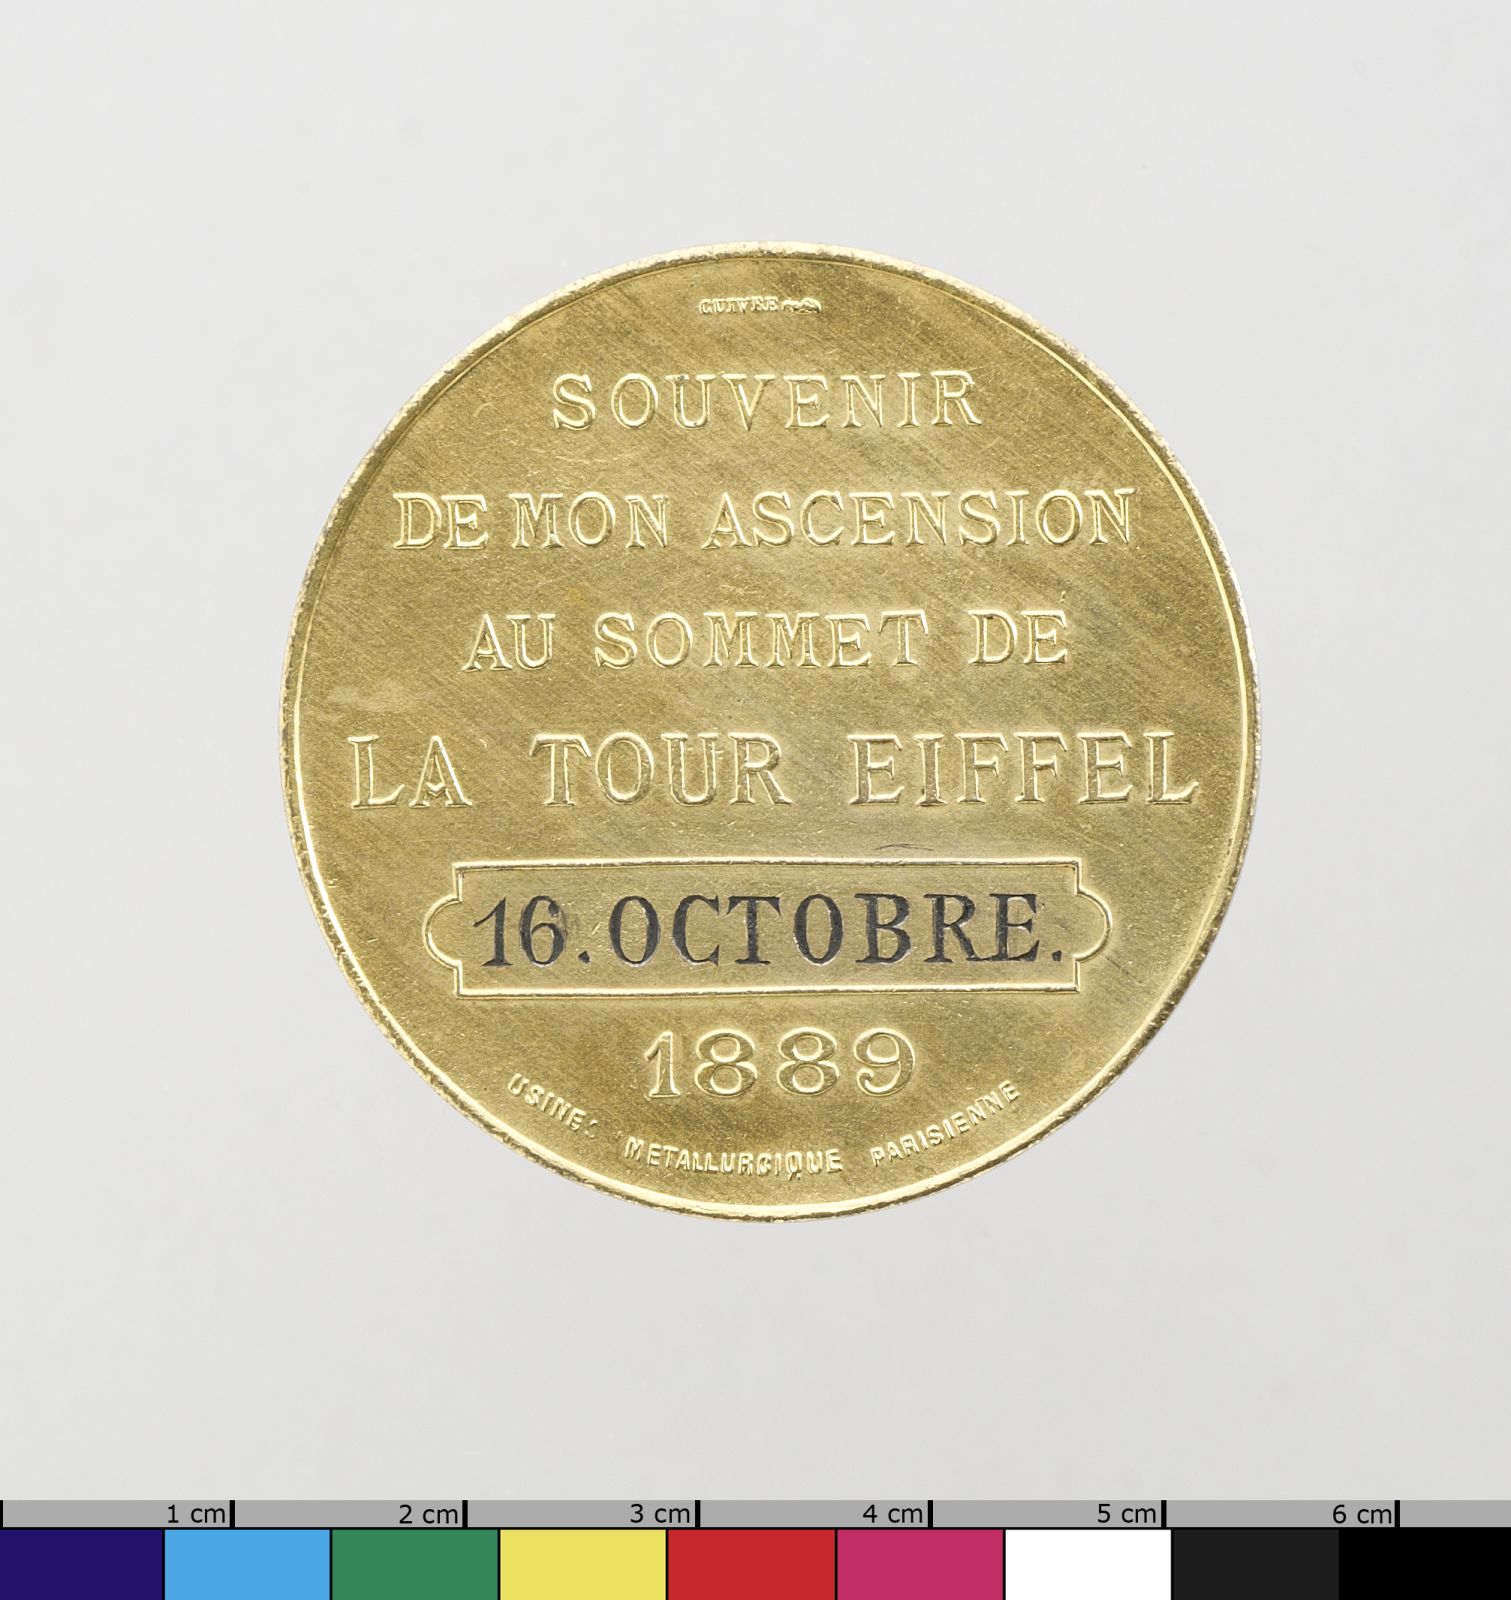 CUIVRE
SOUVENIR
DE MON ASCENSION
AU SOMMET DE
LA TOUR EIFFEL
16. OCTOBRE.
1889
USINES METALLURGIQUE PARISIENNE
1 cm 2 cm 3 cm 4 cm 5 cm 6 cm